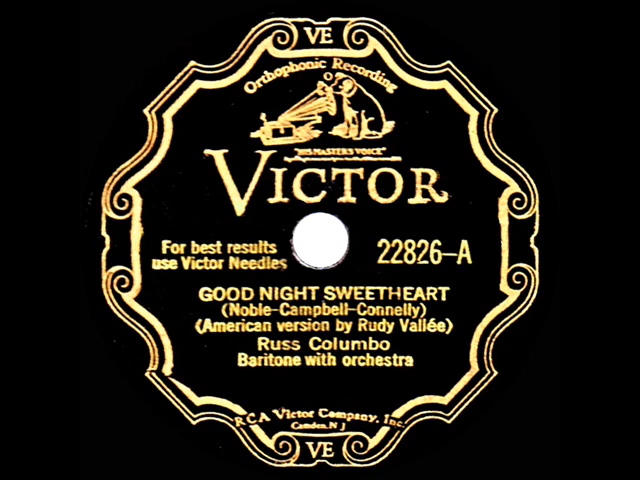 VE
Orthophonic Recording
"HIS MASTER'S VOICE"
VICTOR
For best results
use Victor Needles
22826-A
GOOD NIGHT SWEETHEART
(Noble-Campbell-Connelly)
(American version by Rudy Vallée)
Russ Columbo
Baritone with orchestra
RCA Victor Company, Inc.
Camden, N J
VE